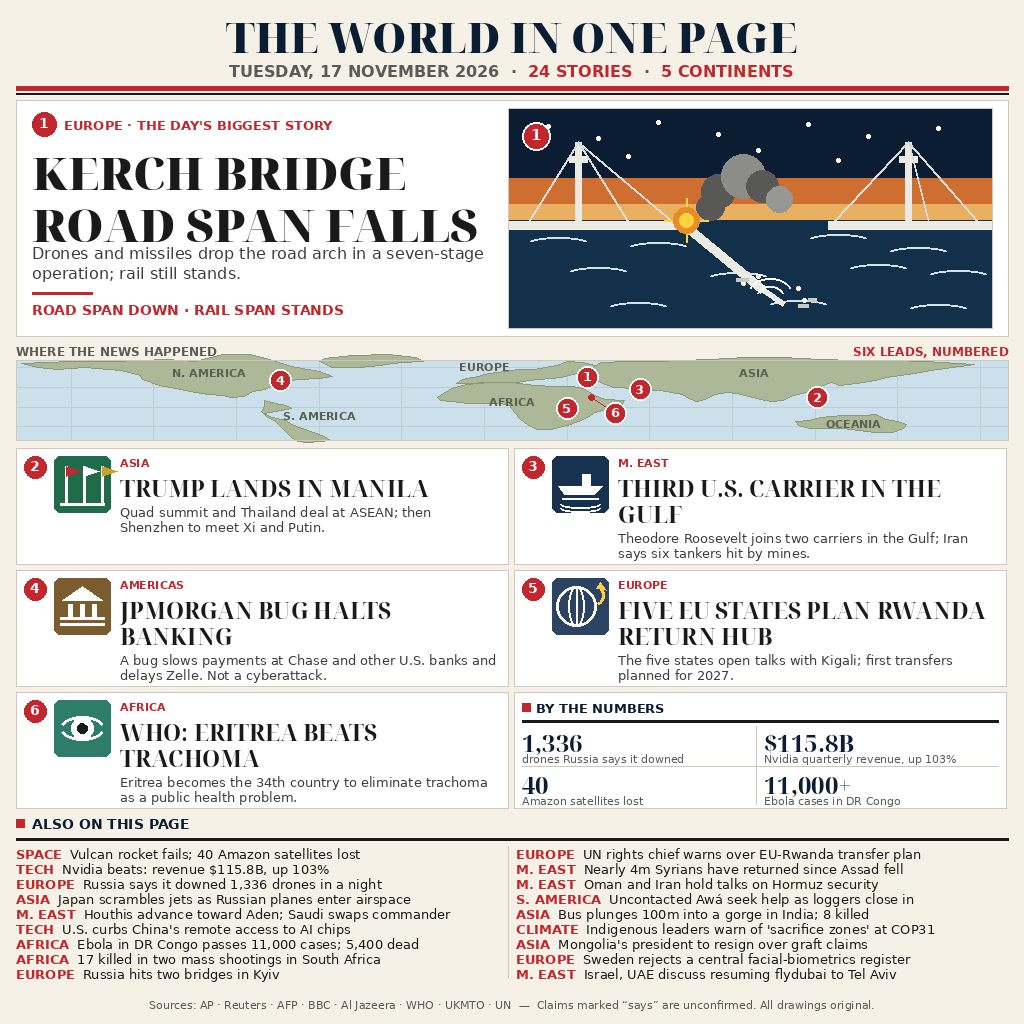 THE WORLD IN ONE PAGE
TUESDAY, 17 NOVEMBER 2026 · 24 STORIES · 5 CONTINENTS
1 EUROPE · THE DAY'S BIGGEST STORY
KERCH BRIDGE
ROAD SPAN FALLS
Drones and missiles drop the road arch in a seven-stage
operation; rail still stands.
ROAD SPAN DOWN · RAIL SPAN STANDS
1
WHERE THE NEWS HAPPENED
SIX LEADS, NUMBERED
N. AMERICA
4
S. AMERICA
EUROPE
AFRICA
1
3
5
6
ASIA
2
OCEANIA
2
ASIA
TRUMP LANDS IN MANILA
Quad summit and Thailand deal at ASEAN; then
Shenzhen to meet Xi and Putin.
3
M. EAST
THIRD U.S. CARRIER IN THE
GULF
Theodore Roosevelt joins two carriers in the Gulf; Iran
says six tankers hit by mines.
4
AMERICAS
JPMORGAN BUG HALTS
BANKING
A bug slows payments at Chase and other U.S. banks and
delays Zelle. Not a cyberattack.
5
EUROPE
FIVE EU STATES PLAN RWANDA
RETURN HUB
The five states open talks with Kigali; first transfers
planned for 2027.
6
AFRICA
WHO: ERITREA BEATS
TRACHOMA
Eritrea becomes the 34th country to eliminate trachoma
as a public health problem.
BY THE NUMBERS
1,336
drones Russia says it downed
$115.8B
Nvidia quarterly revenue, up 103%
40
Amazon satellites lost
11,000+
Ebola cases in DR Congo
ALSO ON THIS PAGE
SPACE Vulcan rocket fails; 40 Amazon satellites lost
TECH Nvidia beats: revenue $115.8B, up 103%
EUROPE Russia says it downed 1,336 drones in a night
ASIA Japan scrambles jets as Russian planes enter airspace
M. EAST Houthis advance toward Aden; Saudi swaps commander
TECH U.S. curbs China's remote access to AI chips
AFRICA Ebola in DR Congo passes 11,000 cases; 5,400 dead
AFRICA 17 killed in two mass shootings in South Africa
EUROPE Russia hits two bridges in Kyiv
EUROPE UN rights chief warns over EU-Rwanda transfer plan
M. EAST Nearly 4m Syrians have returned since Assad fell
M. EAST Oman and Iran hold talks on Hormuz security
S. AMERICA Uncontacted Awá seek help as loggers close in
ASIA Bus plunges 100m into a gorge in India; 8 killed
CLIMATE Indigenous leaders warn of 'sacrifice zones' at COP31
ASIA Mongolia's president to resign over graft claims
EUROPE Sweden rejects a central facial-biometrics register
M. EAST Israel, UAE discuss resuming flydubai to Tel Aviv
Sources: AP · Reuters · AFP · BBC · Al Jazeera · WHO · UKMTO · UN — Claims marked “says” are unconfirmed. All drawings original.